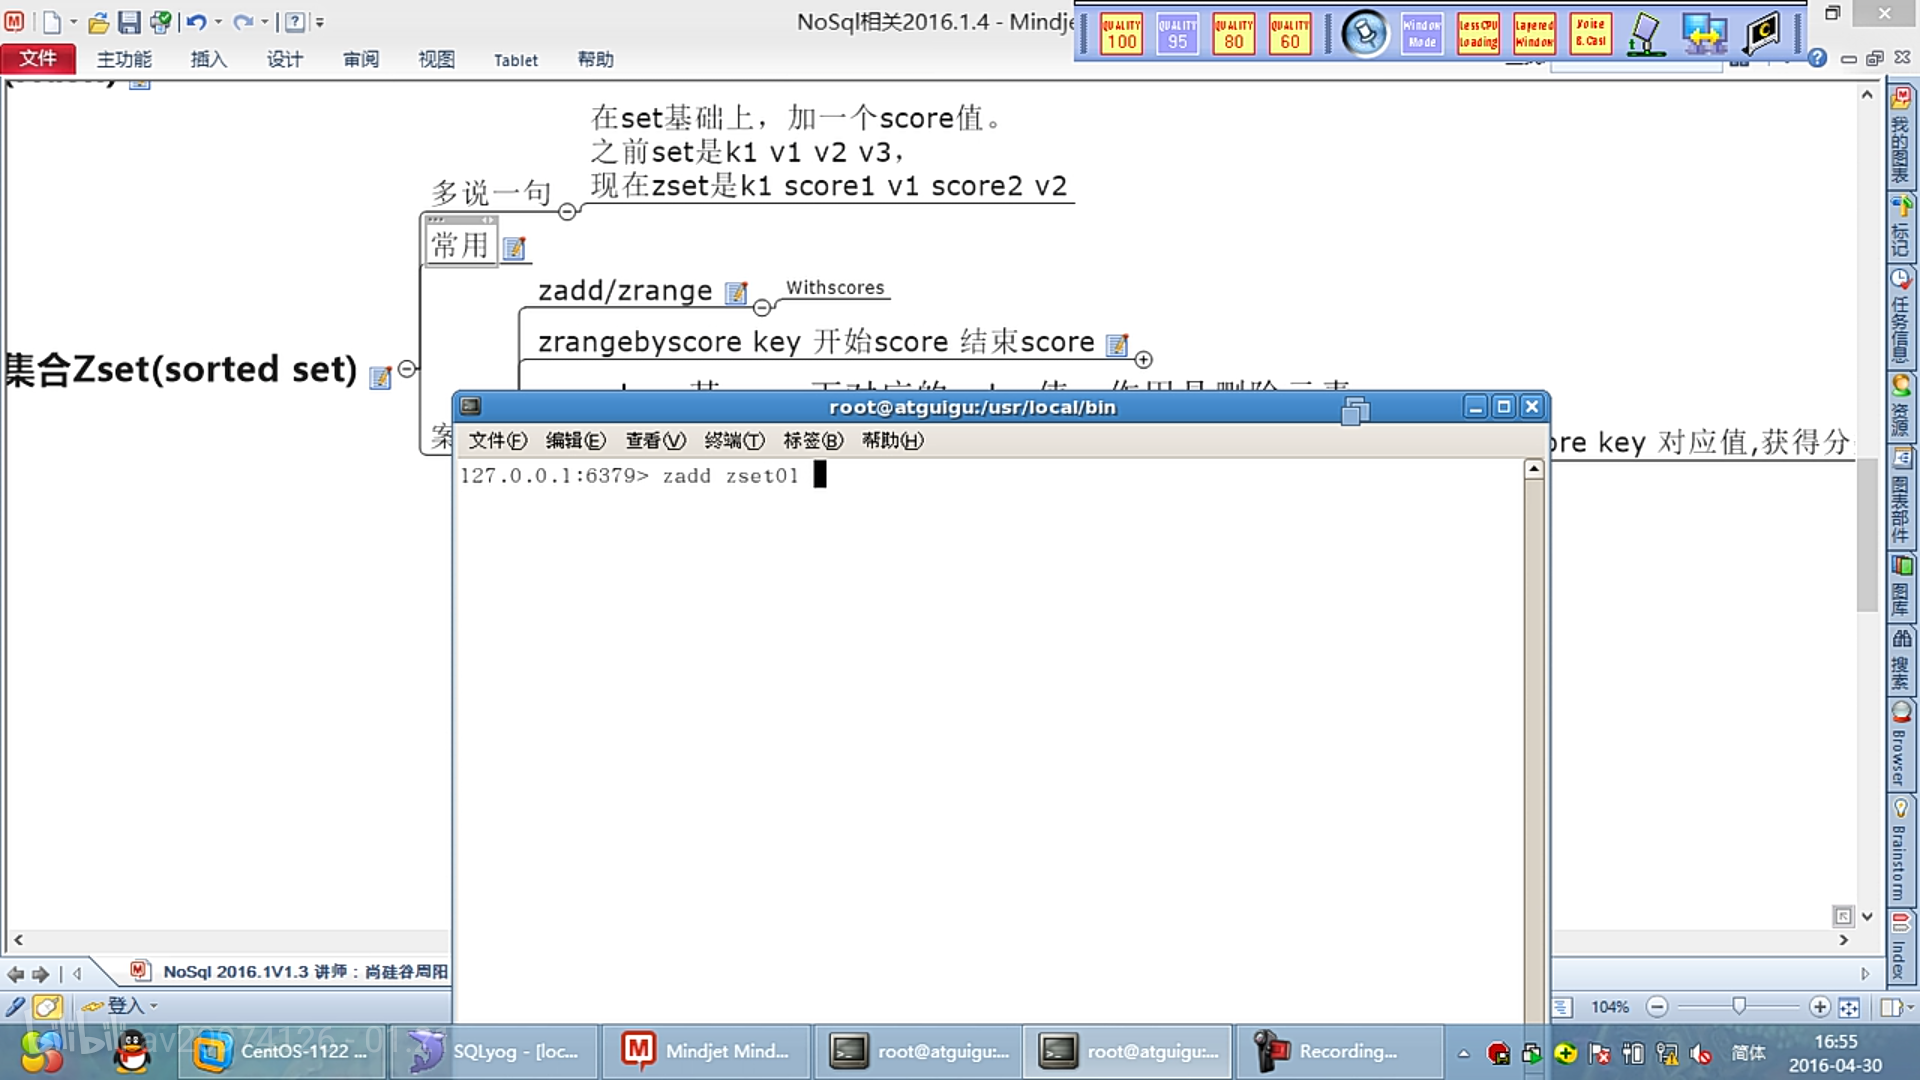 NoSql相关2016.1.4 - Mindje
QUALITY 100
QUALITY 95
QUALITY 80
QUALITY 60
Window Mode
LessCPU Loading
Layered Window
Voice B.Cast
文件 主功能 插入 设计 审阅 视图 Tablet 帮助
在set基础上，加一个score值。
之前set是k1 v1 v2 v3，
现在zset是k1 score1 v1 score2 v2
多说一句
常用
zadd/zrange
Withscores
zrangebyscore key 开始score 结束score
集合Zset(sorted set)
root@atguigu:/usr/local/bin
文件(F) 编辑(E) 查看(V) 终端(T) 标签(B) 帮助(H)
127.0.0.1:6379> zadd zset01
ore key 对应值,获得分
我的图表
标记
任务信息
资源
图表部件
图库
搜索
Browser
Brainstorm
Index
NoSql 2016.1V1.3 讲师：尚硅谷周阳
登入
104%
CentOS-1122 ...
SQLyog - [loc...
Mindjet Mind...
root@atguigu:...
root@atguigu:...
Recording...
简体
16:55
2016-04-30